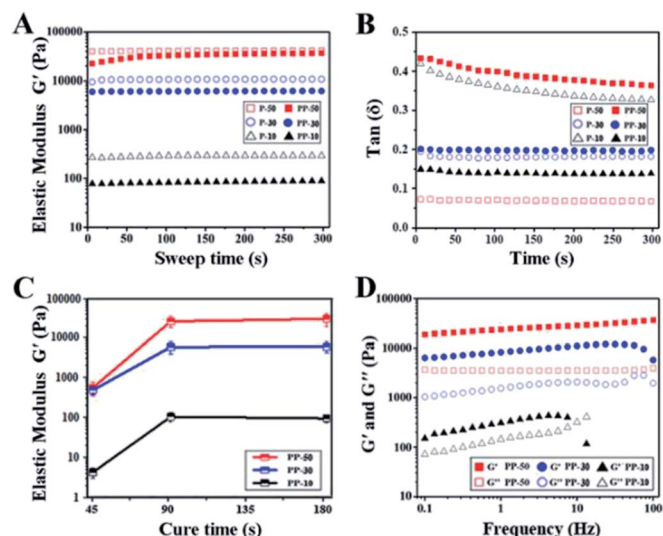 A
Elastic Modulus G' (Pa)
100000
10000
1000
100
10
P-50 PP-50
P-30 PP-30
P-10 PP-10
0 50 100 150 200 250 300
Sweep time (s)
B
Tan (δ)
0.5
0.4
0.3
0.2
0.1
0.0
P-50 PP-50
P-30 PP-30
P-10 PP-10
0 50 100 150 200 250 300
Time (s)
C
Elastic Modulus G' (Pa)
100000
10000
1000
100
10
1
PP-50
PP-30
PP-10
45 90 135 180
Cure time (s)
D
G' and G'' (Pa)
100000
10000
1000
100
10
G' PP-50 G' PP-30 G' PP-10
G'' PP-50 G'' PP-30 G'' PP-10
0.1 1 10 100
Frequency (Hz)